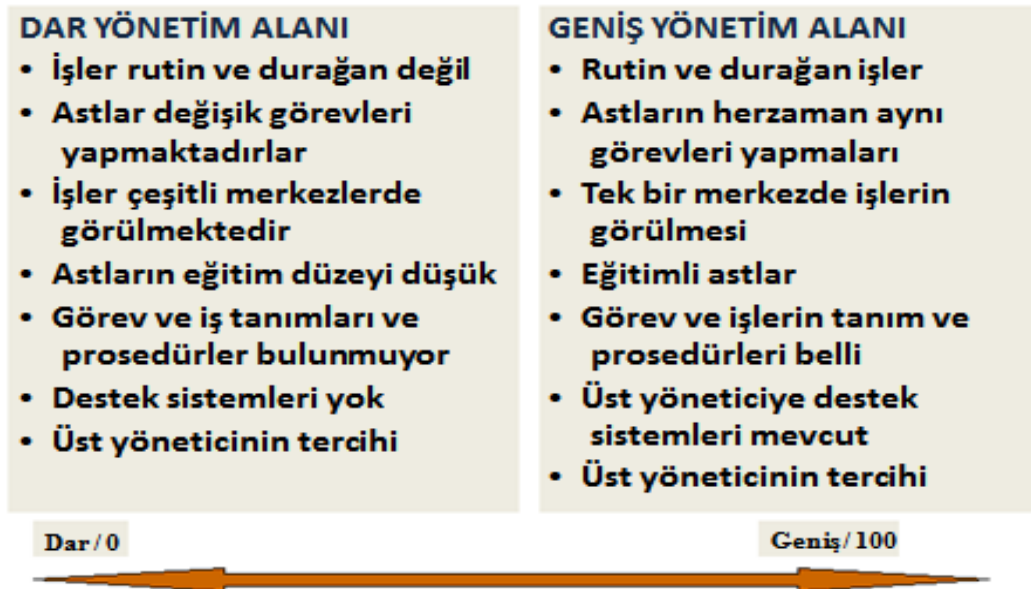 DAR YÖNETİM ALANI
• İşler rutin ve durağan değil
• Astlar değişik görevleri
yapmaktadırlar
• İşler çeşitli merkezlerde
görülmektedir
• Astların eğitim düzeyi düşük
• Görev ve iş tanımları ve
prosedürler bulunmuyor
• Destek sistemleri yok
• Üst yöneticinin tercihi
GENİŞ YÖNETİM ALANI
• Rutin ve durağan işler
• Astların herzaman aynı
görevleri yapmaları
• Tek bir merkezde işlerin
görülmesi
• Eğitimli astlar
• Görev ve işlerin tanım ve
prosedürleri belli
• Üst yöneticiye destek
sistemleri mevcut
• Üst yöneticinin tercihi
Dar/0
Geniş/100